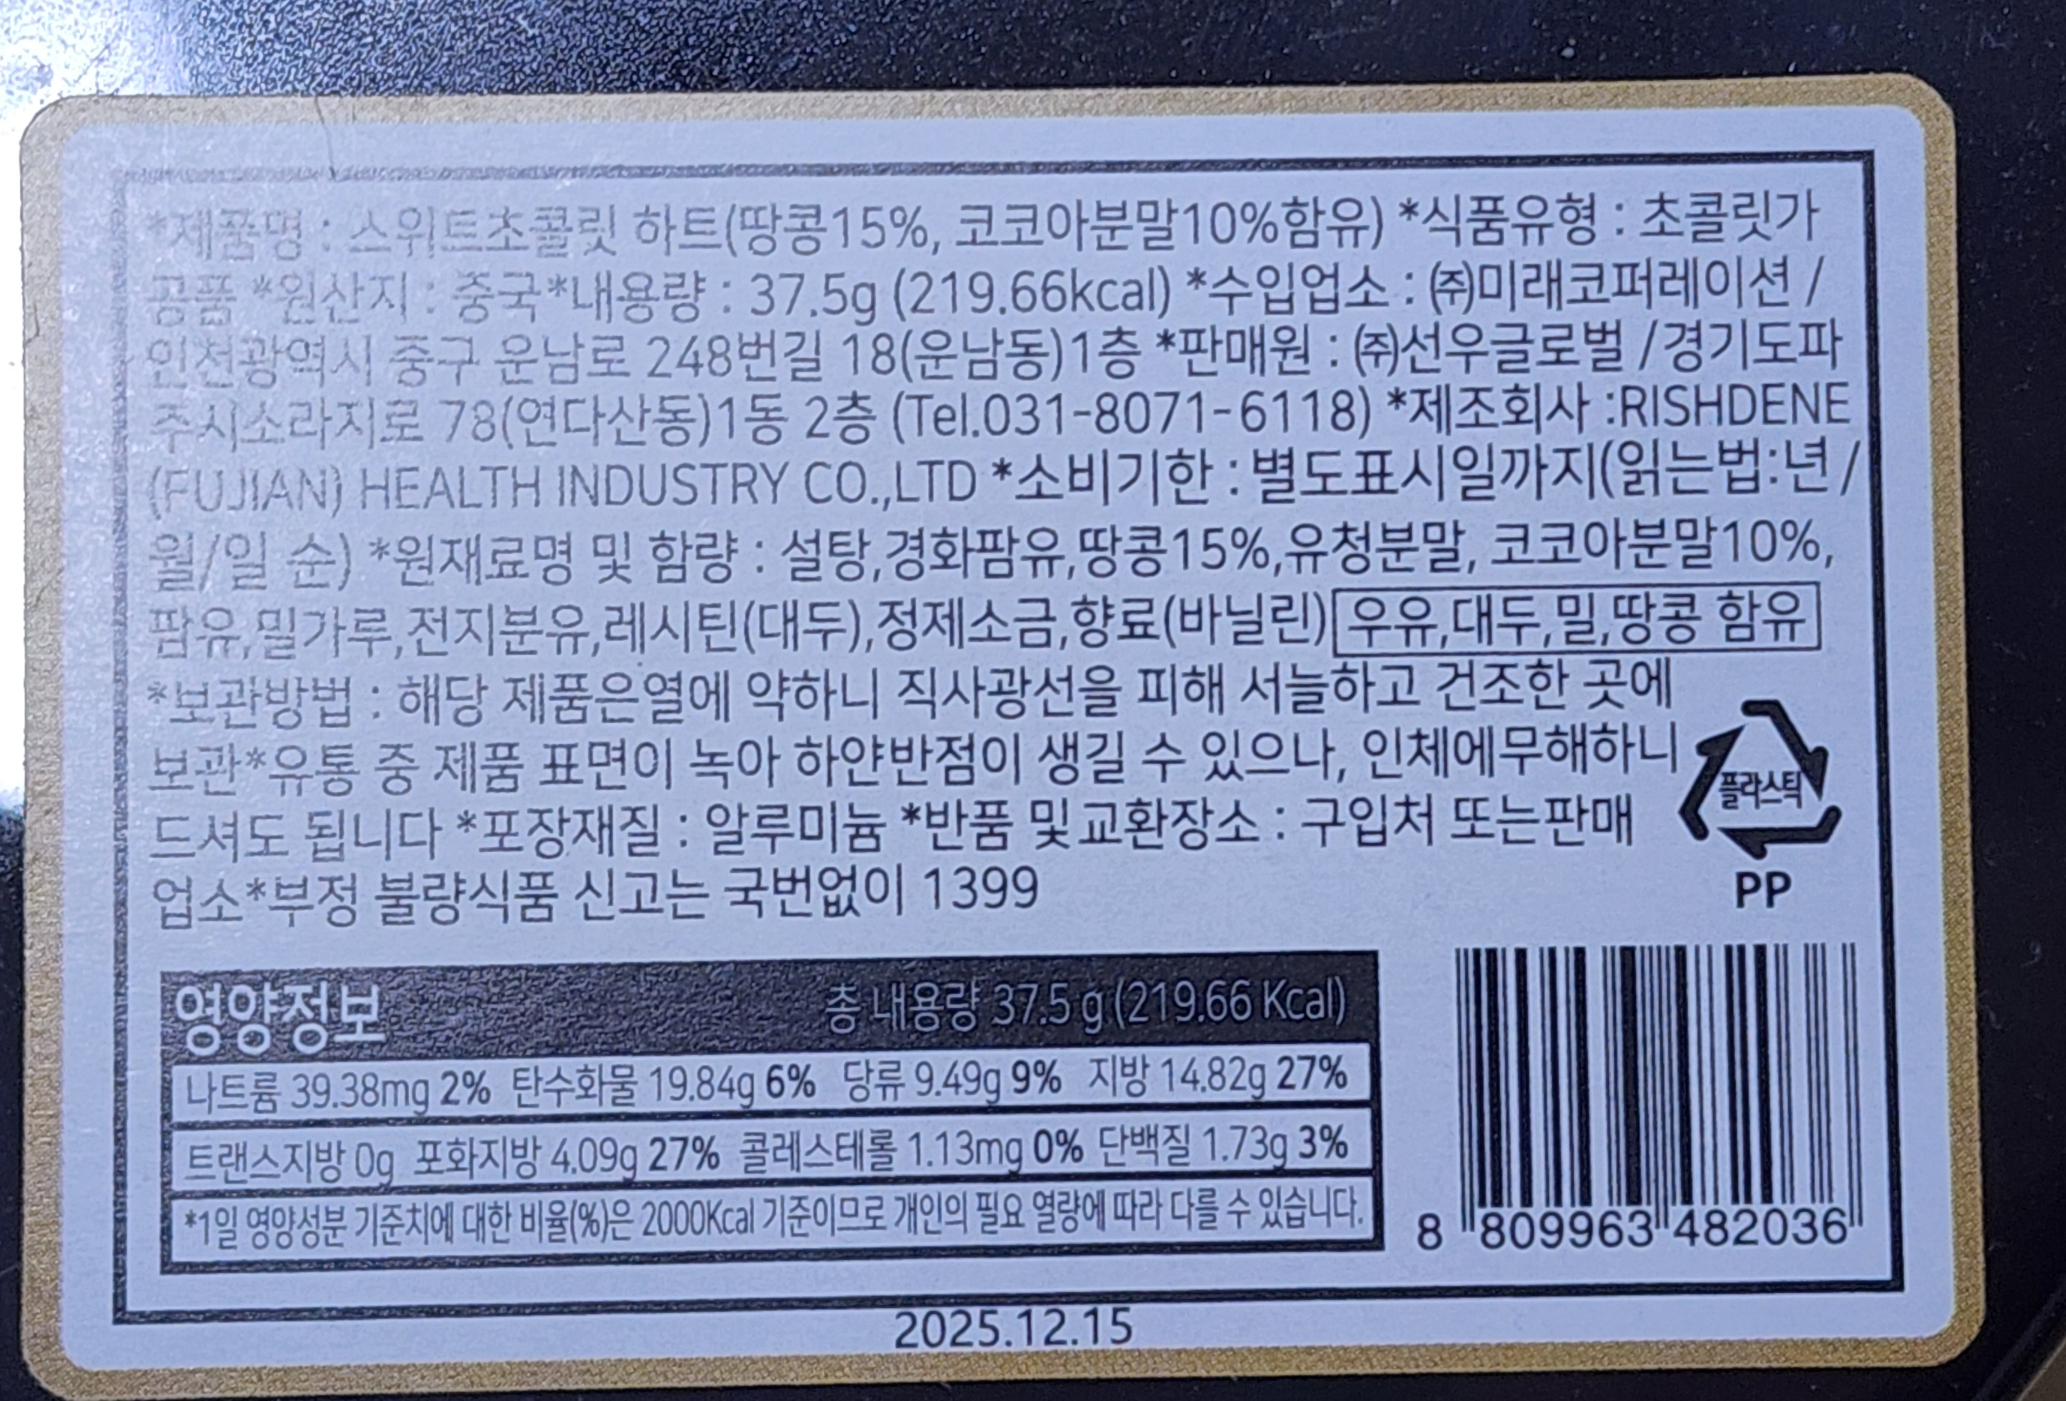 *제품명 : 스위트초콜릿 하트(땅콩15%, 코코아분말10%함유) *식품유형 : 초콜릿가
공품 *원산지 : 중국*내용량 : 37.5g (219.66kcal) *수입업소 : ㈜미래코퍼레이션 /
인천광역시 중구 운남로 248번길 18(운남동)1층 *판매원 : ㈜선우글로벌 /경기도파
주시소라지로 78(연다산동)1동 2층 (Tel.031-8071-6118) *제조회사 :RISHDENE
(FUJIAN) HEALTH INDUSTRY CO.,LTD *소비기한 : 별도표시일까지(읽는법:년/
월/일 순) *원재료명 및 함량 : 설탕,경화팜유,땅콩15%,유청분말, 코코아분말10%,
팜유,밀가루,전지분유,레시틴(대두),정제소금,향료(바닐린) 우유,대두,밀,땅콩 함유
*보관방법 : 해당 제품은열에 약하니 직사광선을 피해 서늘하고 건조한 곳에
보관*유통 중 제품 표면이 녹아 하얀반점이 생길 수 있으나, 인체에무해하니
드셔도 됩니다 *포장재질 : 알루미늄 *반품 및교환장소 : 구입처 또는판매
업소*부정 불량식품 신고는 국번없이 1399
플라스틱
PP
영양정보 총 내용량 37.5 g (219.66 Kcal)
나트륨 39.38mg 2% 탄수화물 19.84g 6% 당류 9.49g 9% 지방 14.82g 27%
트랜스지방 0g 포화지방 4.09g 27% 콜레스테롤 1.13mg 0% 단백질 1.73g 3%
*1일 영양성분 기준치에 대한 비율(%)은 2000Kcal 기준이므로 개인의 필요 열량에 따라 다를 수 있습니다.
8 809963 482036
2025.12.15